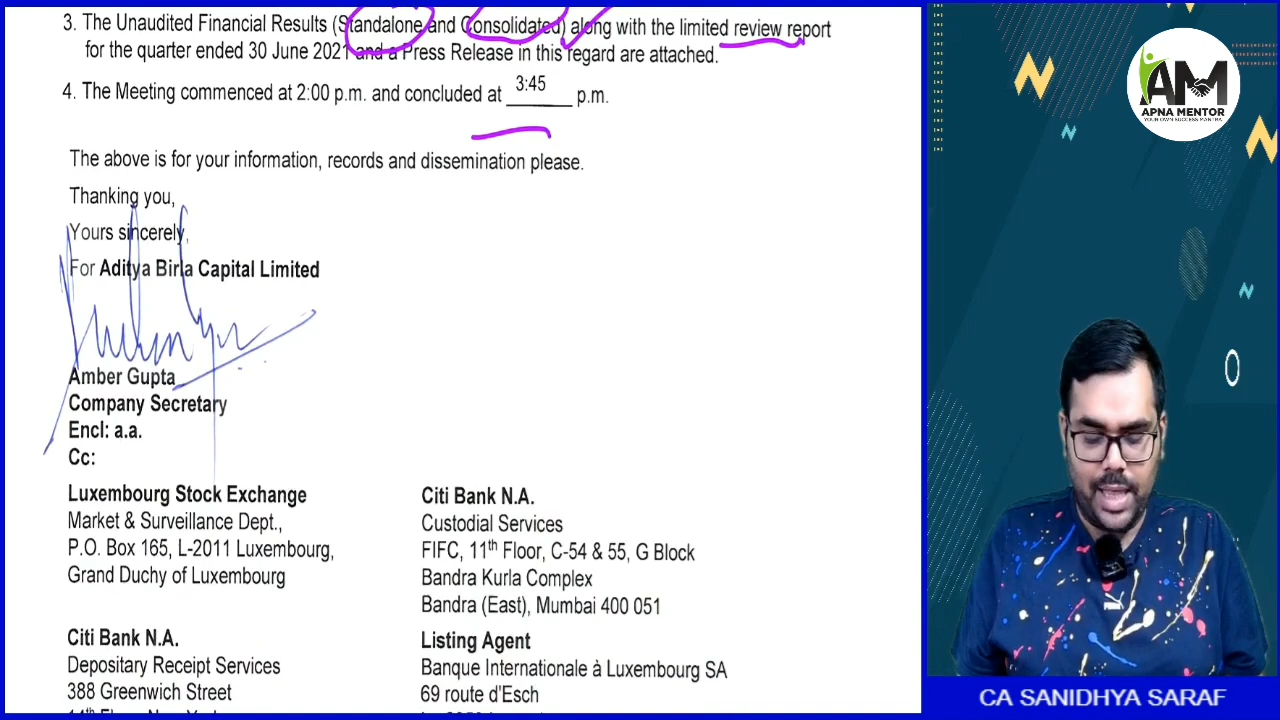 3. The Unaudited Financial Results (Standalone and Consolidated) along with the limited review report
for the quarter ended 30 June 2021 and a Press Release in this regard are attached.
4. The Meeting commenced at 2:00 p.m. and concluded at 3:45 p.m.
The above is for your information, records and dissemination please.
Thanking you,
Yours sincerely,
For Aditya Birla Capital Limited
Amber Gupta
Company Secretary
Encl: a.a.
Cc:
Luxembourg Stock Exchange
Market & Surveillance Dept.,
P.O. Box 165, L-2011 Luxembourg,
Grand Duchy of Luxembourg
Citi Bank N.A.
Custodial Services
FIFC, 11th Floor, C-54 & 55, G Block
Bandra Kurla Complex
Bandra (East), Mumbai 400 051
Citi Bank N.A.
Depositary Receipt Services
388 Greenwich Street
Listing Agent
Banque Internationale à Luxembourg SA
69 route d'Esch
AM
APNA MENTOR
YOUR OWN SUCCESS MANTRA
CA SANIDHYA SARAF